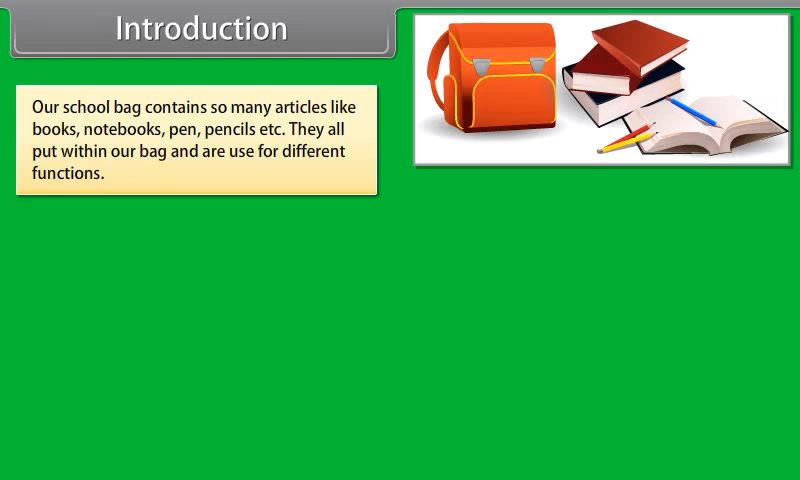 Introduction
Our school bag contains so many articles like
books, notebooks, pen, pencils etc. They all
put within our bag and are use for different
functions.